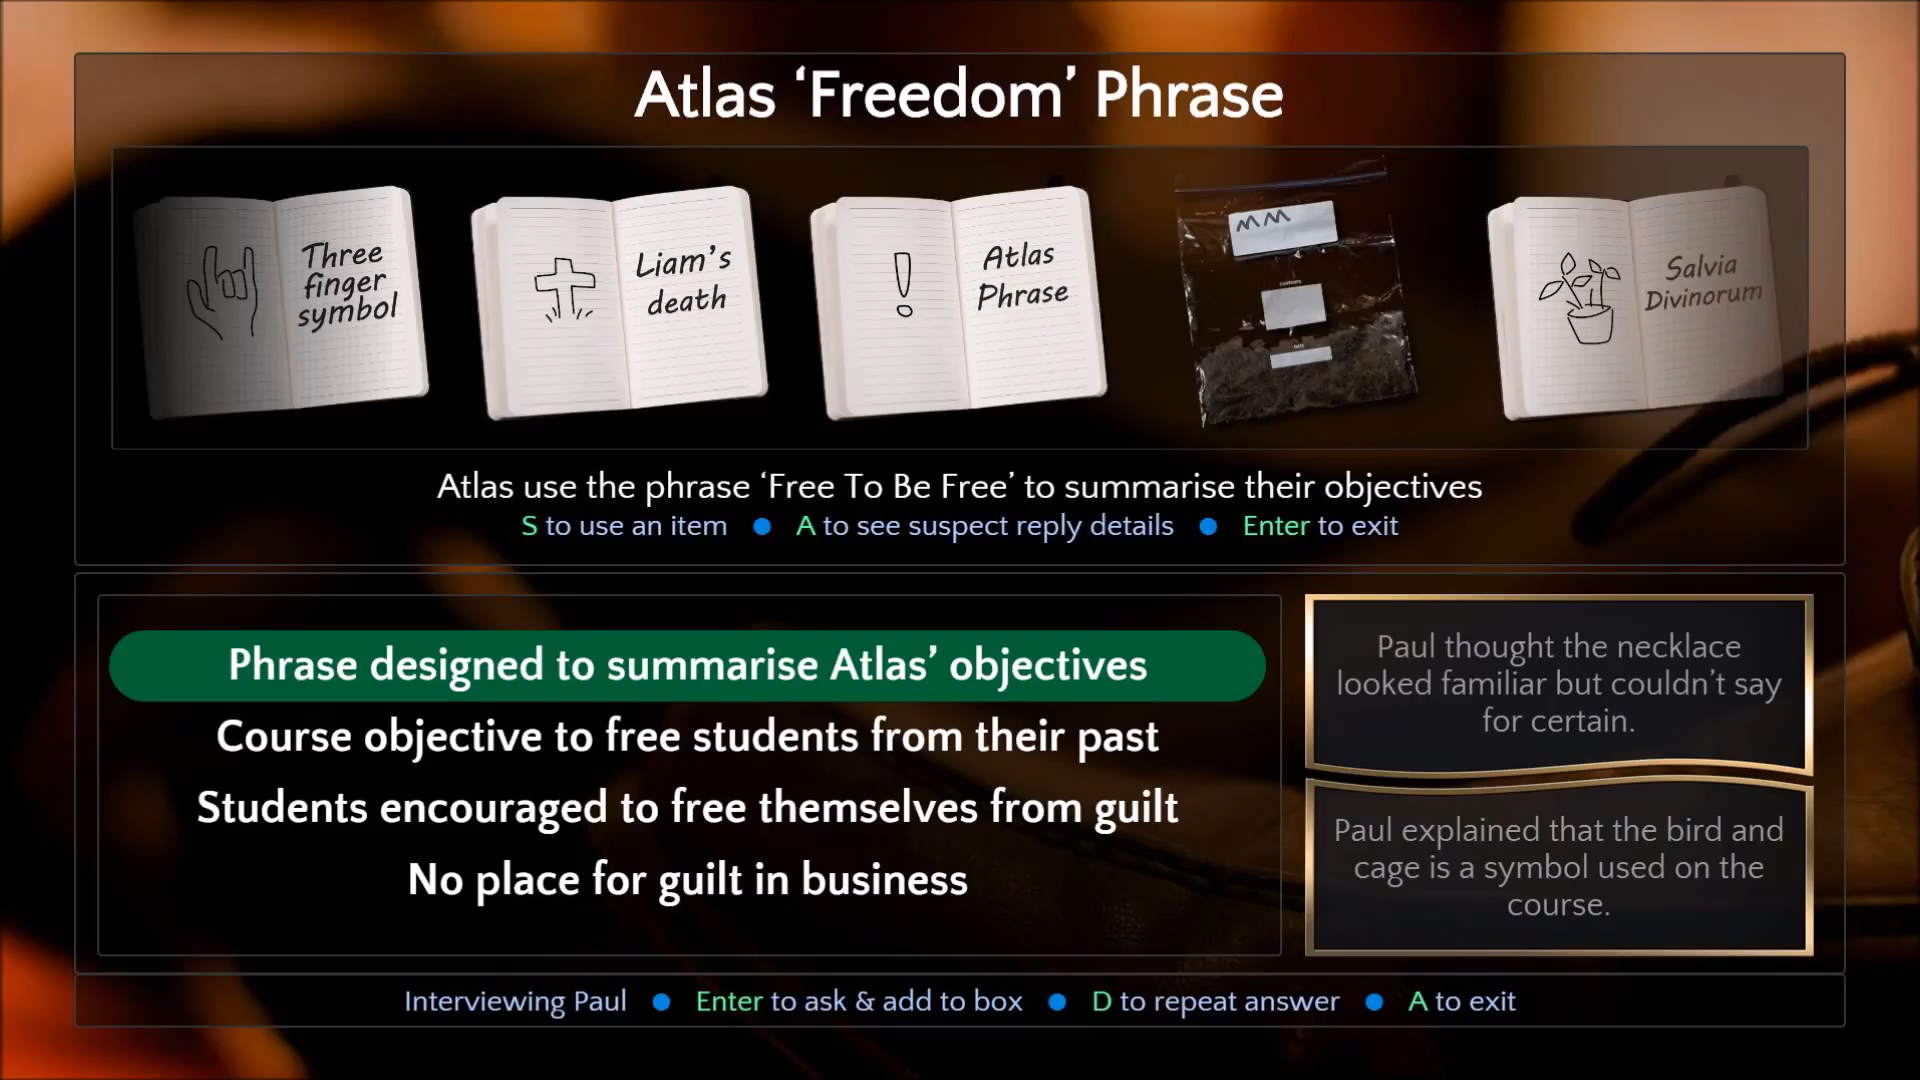 Atlas ‘Freedom’ Phrase
Three
finger
symbol
Liam’s
death
Atlas
Phrase
MM
Salvia
Divinorum
Atlas use the phrase ‘Free To Be Free’ to summarise their objectives
S to use an item ● A to see suspect reply details ● Enter to exit
Phrase designed to summarise Atlas’ objectives
Course objective to free students from their past
Students encouraged to free themselves from guilt
No place for guilt in business
Paul thought the necklace
looked familiar but couldn’t say
for certain.
Paul explained that the bird and
cage is a symbol used on the
course.
Interviewing Paul ● Enter to ask & add to box ● D to repeat answer ● A to exit